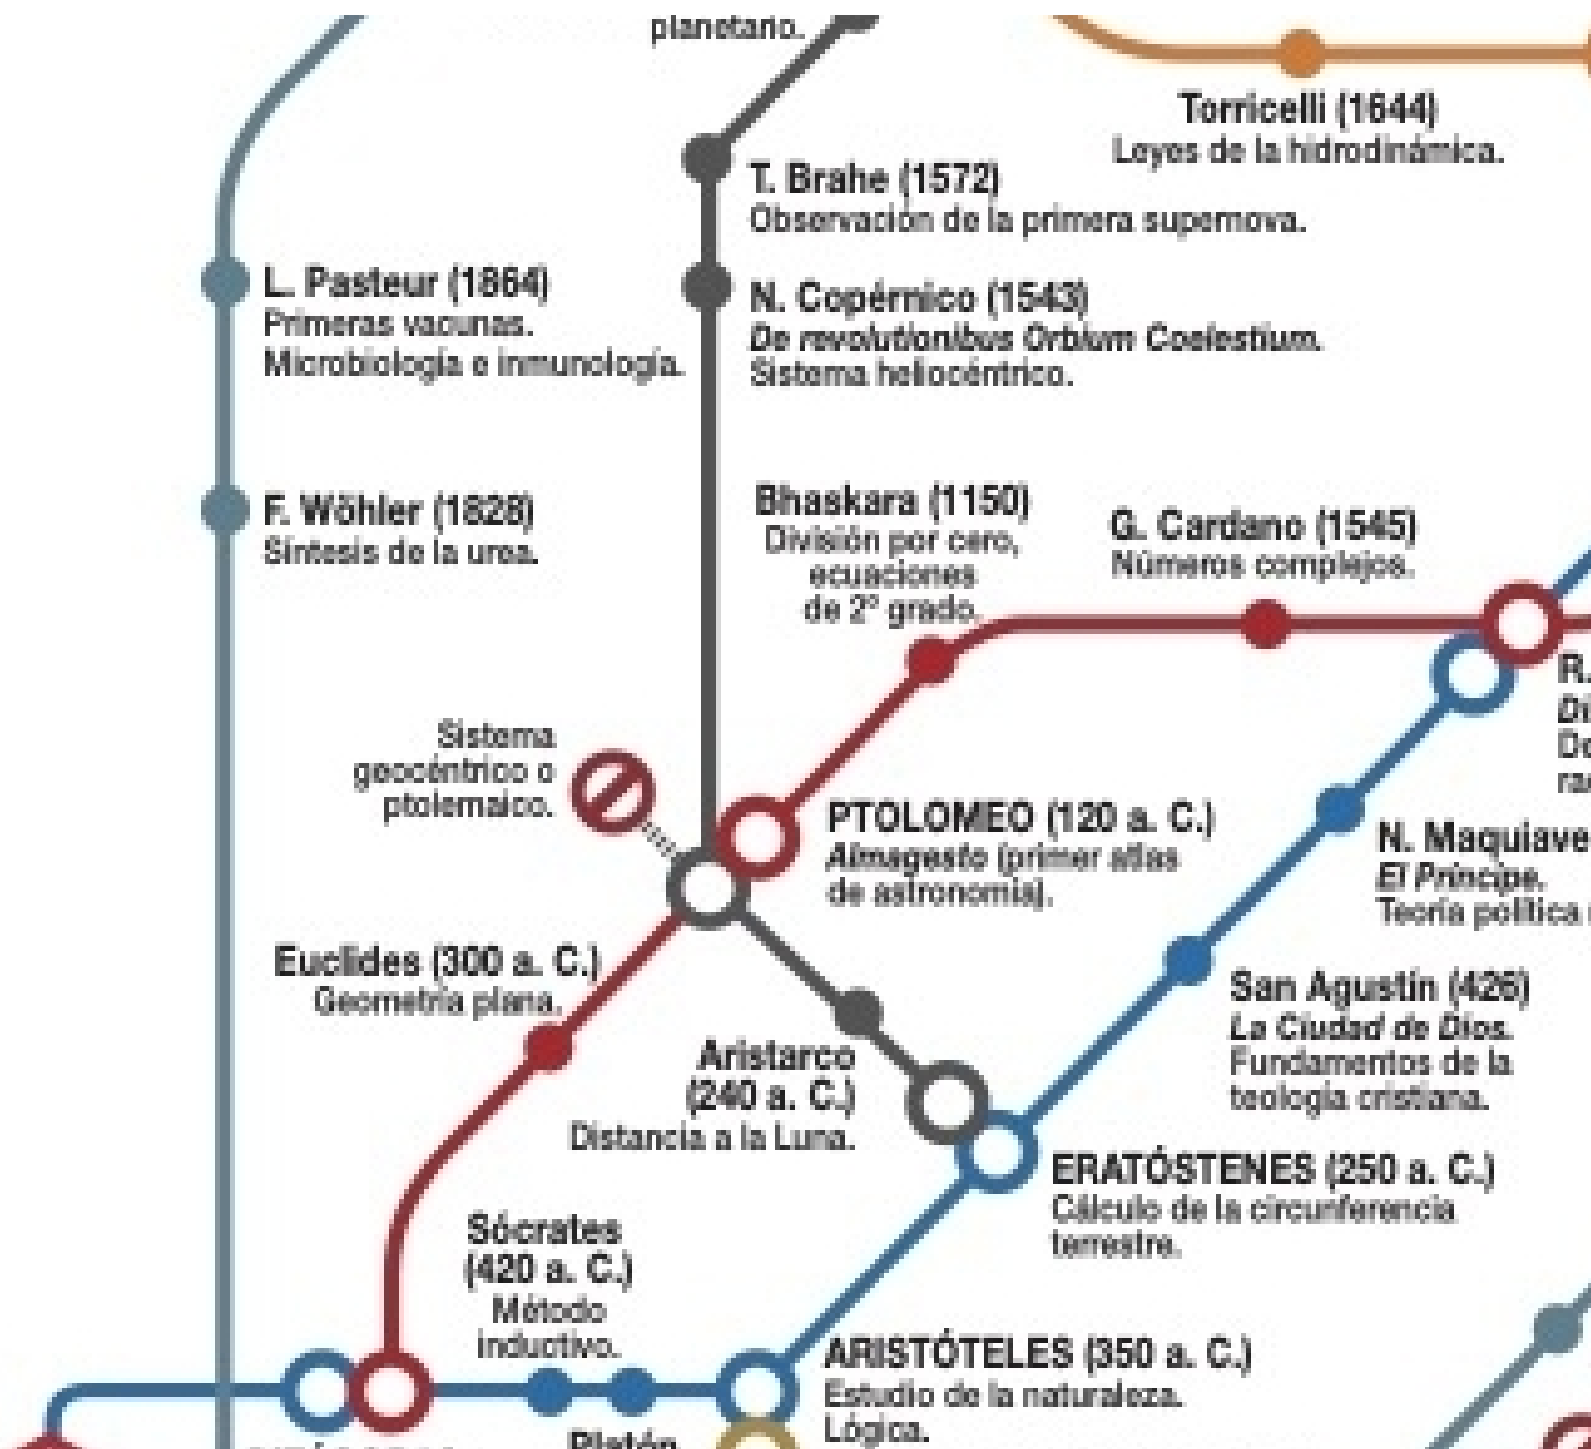 planetario.
Torricelli (1644)
Leyes de la hidrodinámica.
T. Brahe (1572)
Observación de la primera supernova.
L. Pasteur (1864)
Primeras vacunas.
Microbiología e inmunología.
N. Copérnico (1543)
De revolutionibus Orbium Coelestium.
Sistema heliocéntrico.
F. Wöhler (1828)
Síntesis de la urea.
Bhaskara (1150)
División por cero,
ecuaciones
de 2º grado.
G. Cardano (1545)
Números complejos.
R.
Sistema
geocéntrico o
ptolemaico.
PTOLOMEO (120 a. C.)
Almagesto (primer atlas
de astronomía).
N. Maquiave
El Príncipe.
Teoría política
Euclides (300 a. C.)
Geometría plana.
San Agustín (426)
La Ciudad de Dios.
Fundamentos de la
teología cristiana.
Aristarco
(240 a. C.)
Distancia a la Luna.
ERATÓSTENES (250 a. C.)
Cálculo de la circunferencia
terrestre.
Sócrates
(420 a. C.)
Método
inductivo.
ARISTÓTELES (350 a. C.)
Estudio de la naturaleza.
Lógica.
Platón